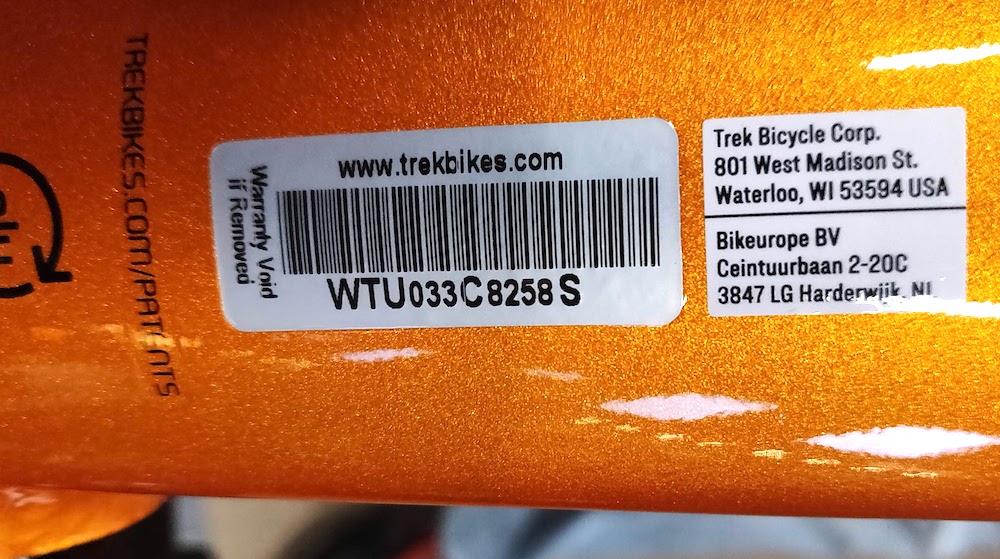 TREKBIKES.COM/PATENTS
www.trekbikes.com
Warranty Void
if Removed
WTU033C8258S
Trek Bicycle Corp.
801 West Madison St.
Waterloo, WI 53594 USA
Bikeurope BV
Ceintuurbaan 2-20C
3847 LG Harderwijk, NL